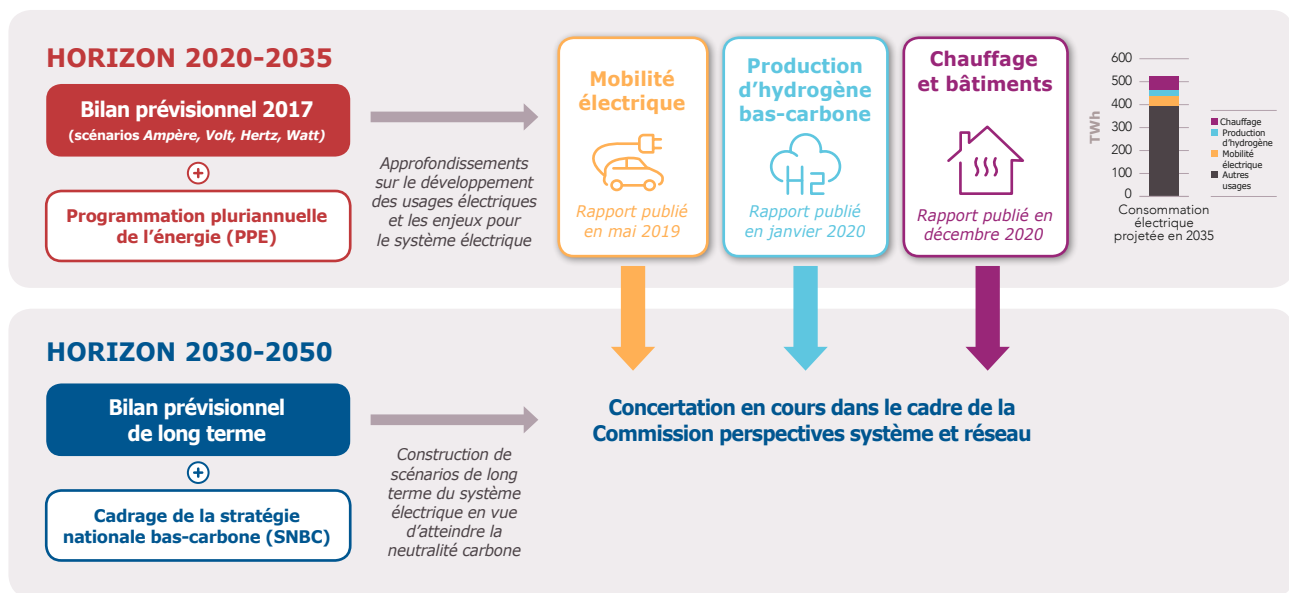 HORIZON 2020-2035
Bilan prévisionnel 2017
(scénarios Ampère, Volt, Hertz, Watt)
+
Programmation pluriannuelle
de l'énergie (PPE)
Approfondissements
sur le développement
des usages électriques
et les enjeux pour
le système électrique
Mobilité
électrique
Rapport publié
en mai 2019
Production
d'hydrogène
bas-carbone
H2
Rapport publié
en janvier 2020
Chauffage
et bâtiments
Rapport publié en
décembre 2020
TWh
600
500
400
300
200
100
0
Chauffage
Production
d'hydrogène
Mobilité
électrique
Autres
usages
Consommation
électrique
projetée en 2035
HORIZON 2030-2050
Bilan prévisionnel
de long terme
+
Cadrage de la stratégie
nationale bas-carbone (SNBC)
Construction de
scénarios de long
terme du système
électrique en vue
d'atteindre la
neutralité carbone
Concertation en cours dans le cadre de la
Commission perspectives système et réseau